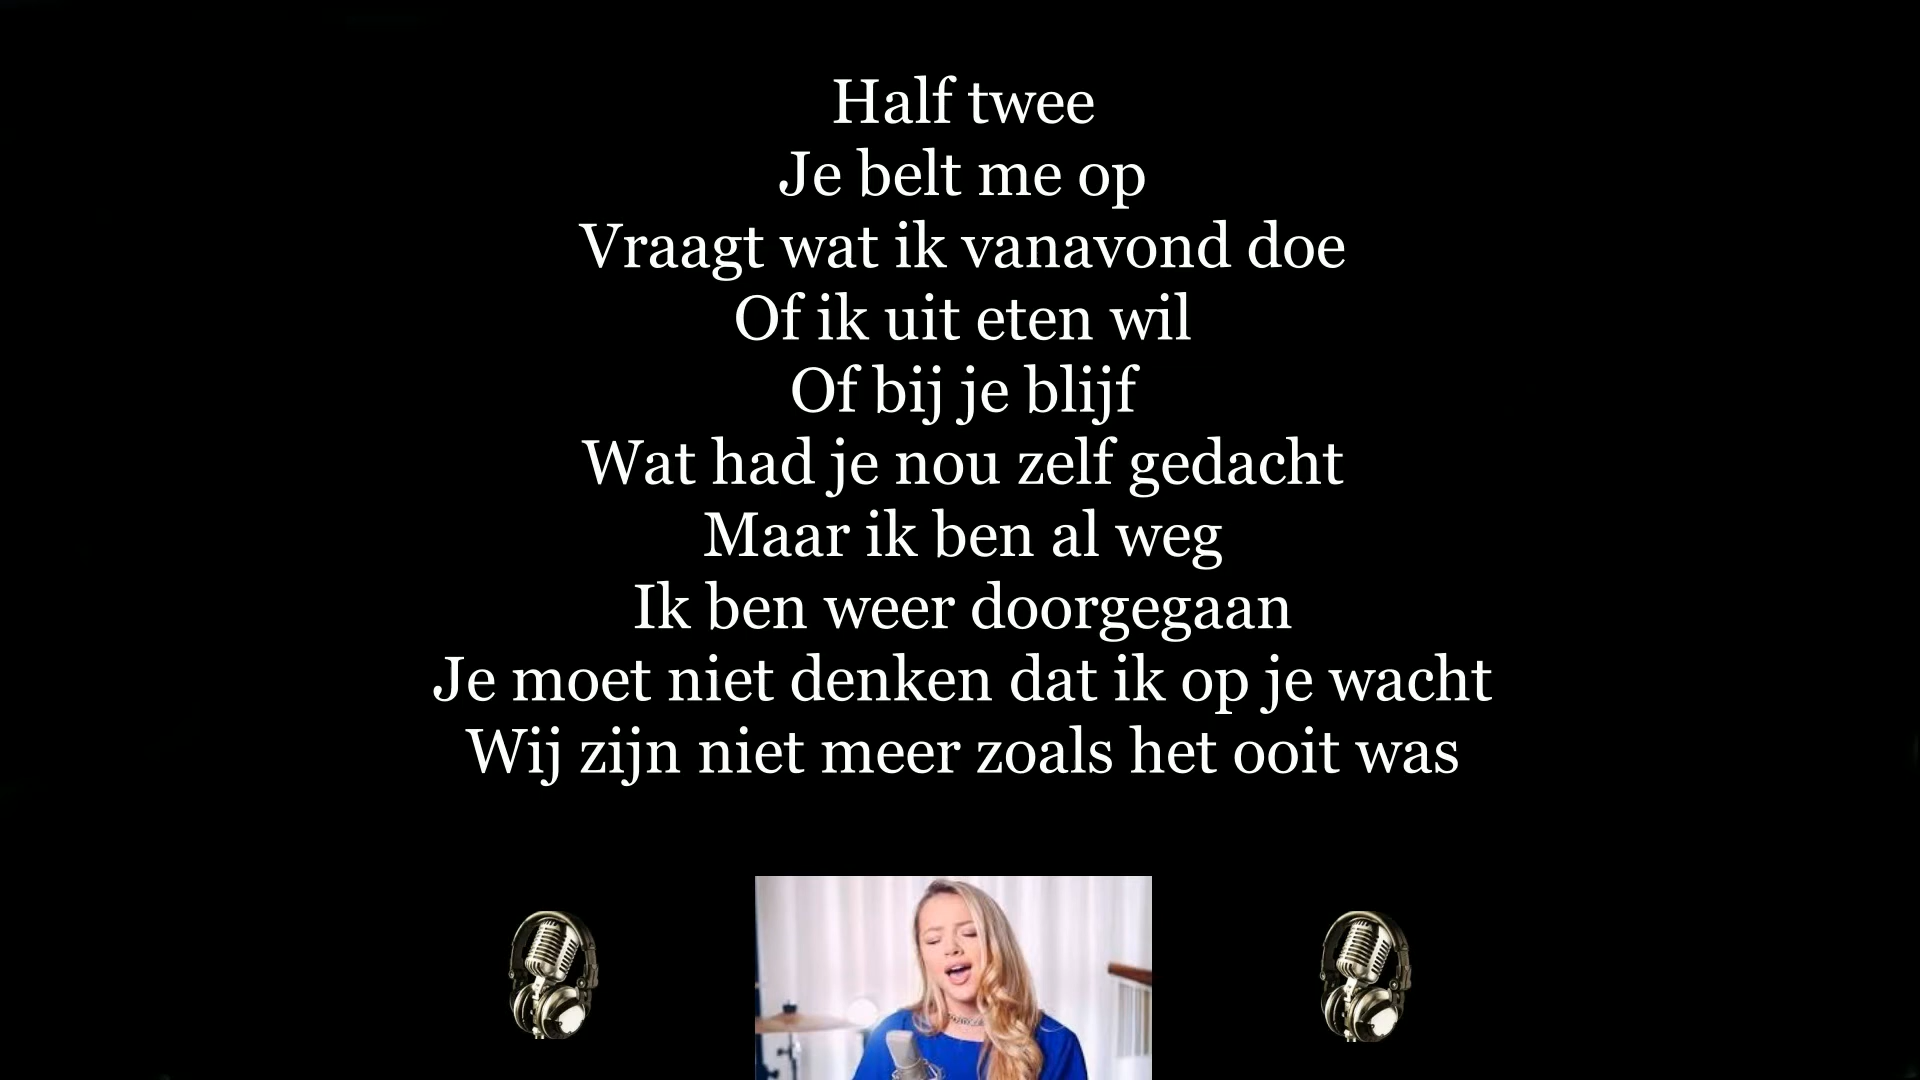 Half twee
Je belt me op
Vraagt wat ik vanavond doe
Of ik uit eten wil
Of bij je blijf
Wat had je nou zelf gedacht
Maar ik ben al weg
Ik ben weer doorgegaan
Je moet niet denken dat ik op je wacht
Wij zijn niet meer zoals het ooit was